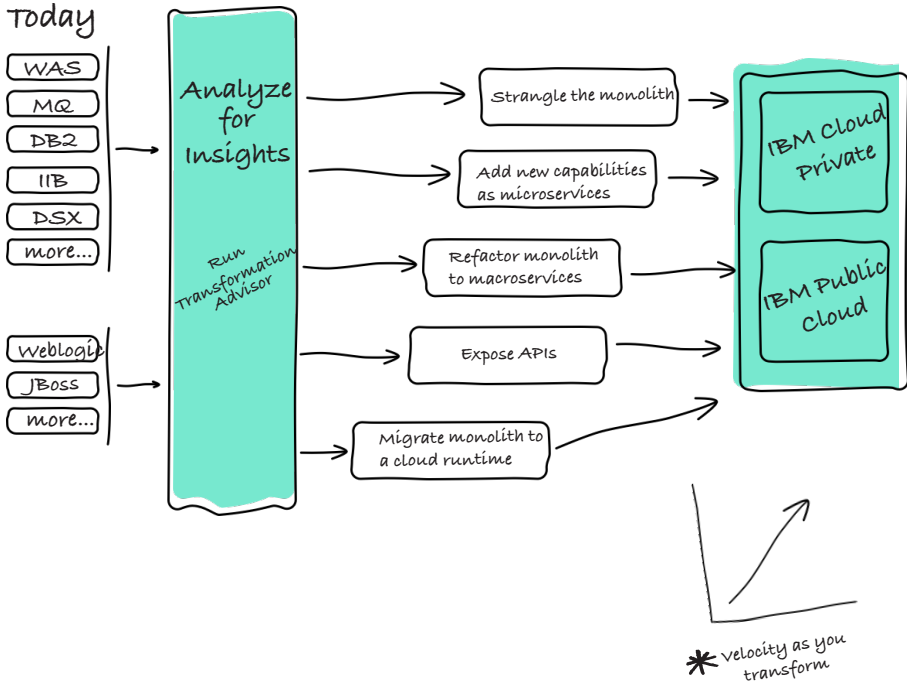 Today
WAS
MQ
DB2
IIB
DSX
more...
Weblogic
JBoss
more...
Analyze
for
Insights
Run
Transformation
Advisor
Strangle the monolith
Add new capabilities
as microservices
Refactor monolith
to macroservices
Expose APIs
Migrate monolith to
a cloud runtime
IBM Cloud
Private
IBM Public
Cloud
* Velocity as you
transform